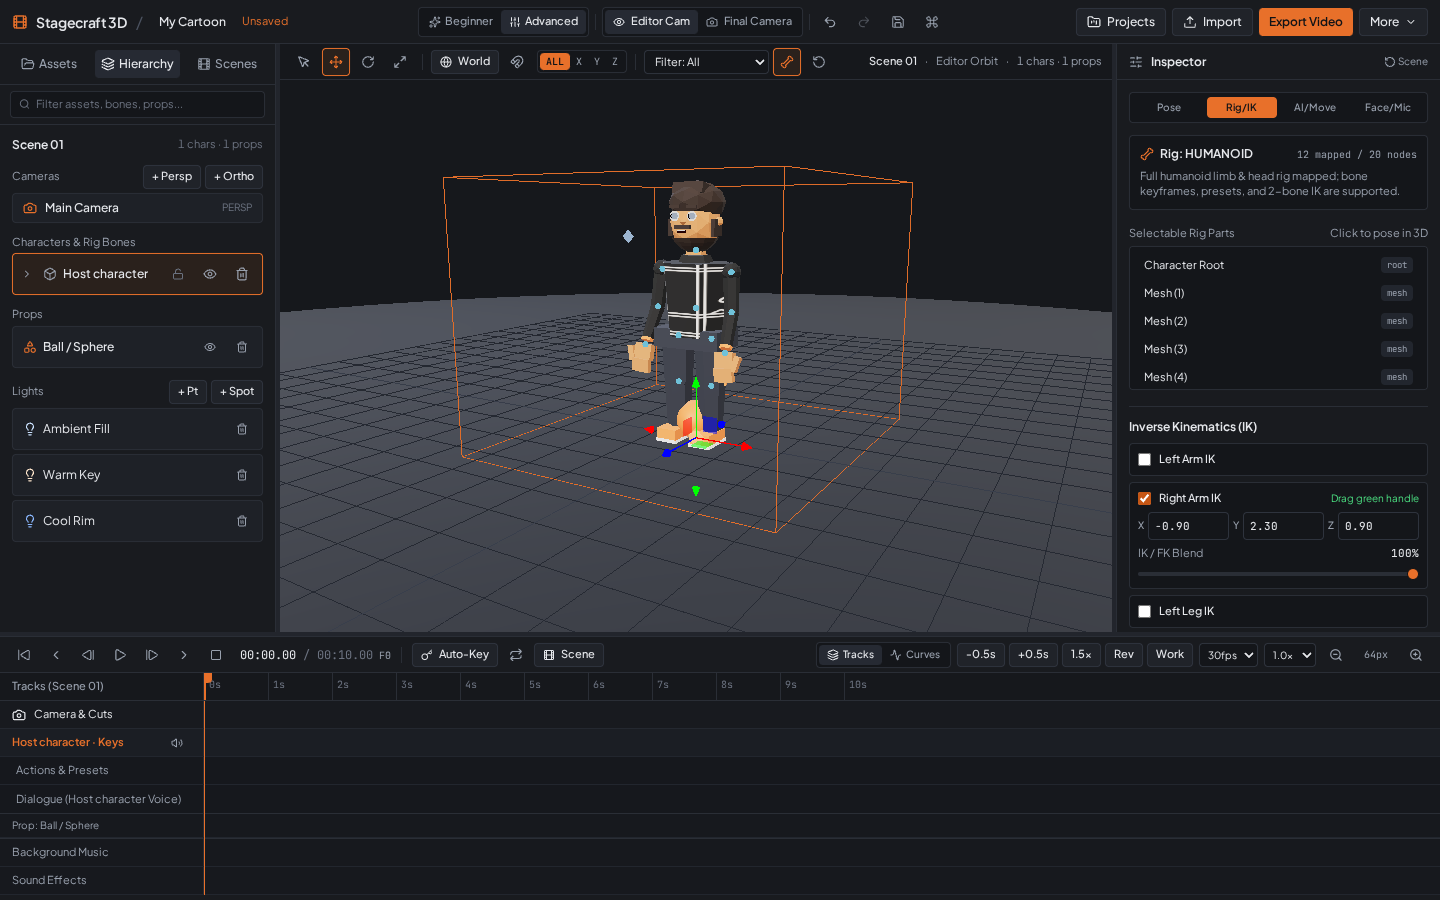 Stagecraft 3D / My Cartoon Unsaved Beginner Advanced Editor Cam Final Camera Projects Import Export Video More
Assets Hierarchy Scenes World ALL X Y Z Filter: All Scene 01 · Editor Orbit · 1 chars · 1 props Inspector Scene
Filter assets, bones, props...
Scene 01 1 chars · 1 props
Cameras + Persp + Ortho
Main Camera PERSP
Characters & Rig Bones
Host character
Props
Ball / Sphere
Lights + Pt + Spot
Ambient Fill
Warm Key
Cool Rim
Pose Rig/IK AI/Move Face/Mic
Rig: HUMANOID 12 mapped / 20 nodes
Full humanoid limb & head rig mapped; bone
keyframes, presets, and 2-bone IK are supported.
Selectable Rig Parts Click to pose in 3D
Character Root root
Mesh (1) mesh
Mesh (2) mesh
Mesh (3) mesh
Mesh (4) mesh
Inverse Kinematics (IK)
Left Arm IK
Right Arm IK Drag green handle
X -0.90 Y 2.30 Z 0.90
IK / FK Blend 100%
Left Leg IK
00:00.00 / 00:10.00 F0 Auto-Key Scene Tracks Curves -0.5s +0.5s 1.5× Rev Work 30fps 1.0× 64px
Tracks (Scene 01) 0s 1s 2s 3s 4s 5s 6s 7s 8s 9s 10s
Camera & Cuts
Host character · Keys
Actions & Presets
Dialogue (Host character Voice)
Prop: Ball / Sphere
Background Music
Sound Effects